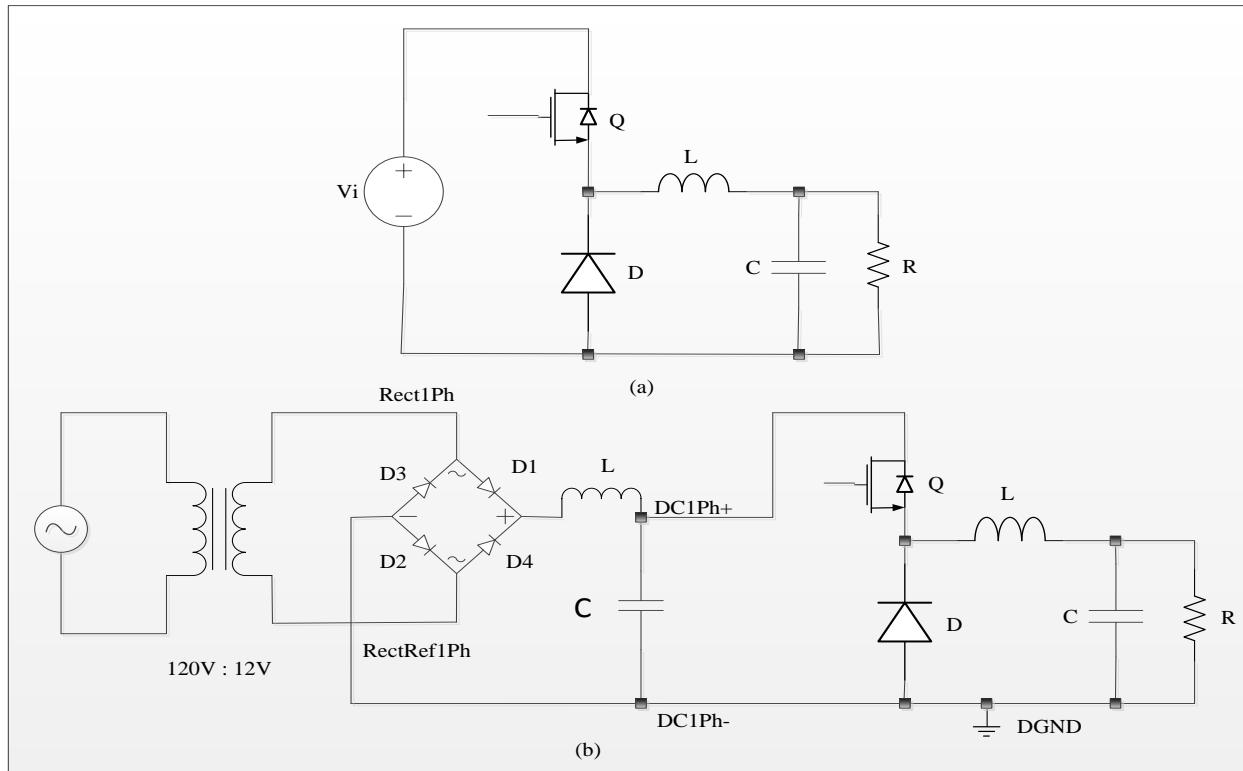 Q
L
+
Vi
−
D
C
R
(a)
Rect1Ph
D3
D1
L
Q
DC1Ph+
L
− +
D2
D4
C
D
C
R
RectRef1Ph
120V : 12V
DC1Ph-
DGND
(b)